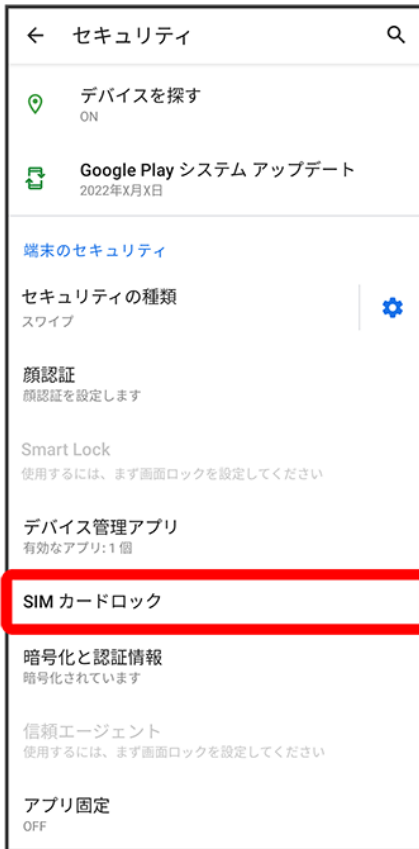 セキュリティ
デバイスを探す
ON
Google Play システム アップデート
2022年X月X日
端末のセキュリティ
セキュリティの種類
スワイプ
顔認証
顔認証を設定します
Smart Lock
使用するには、まず画面ロックを設定してください
デバイス管理アプリ
有効なアプリ: 1 個
SIM カードロック
暗号化と認証情報
暗号化されています
信頼エージェント
使用するには、まず画面ロックを設定してください
アプリ固定
OFF